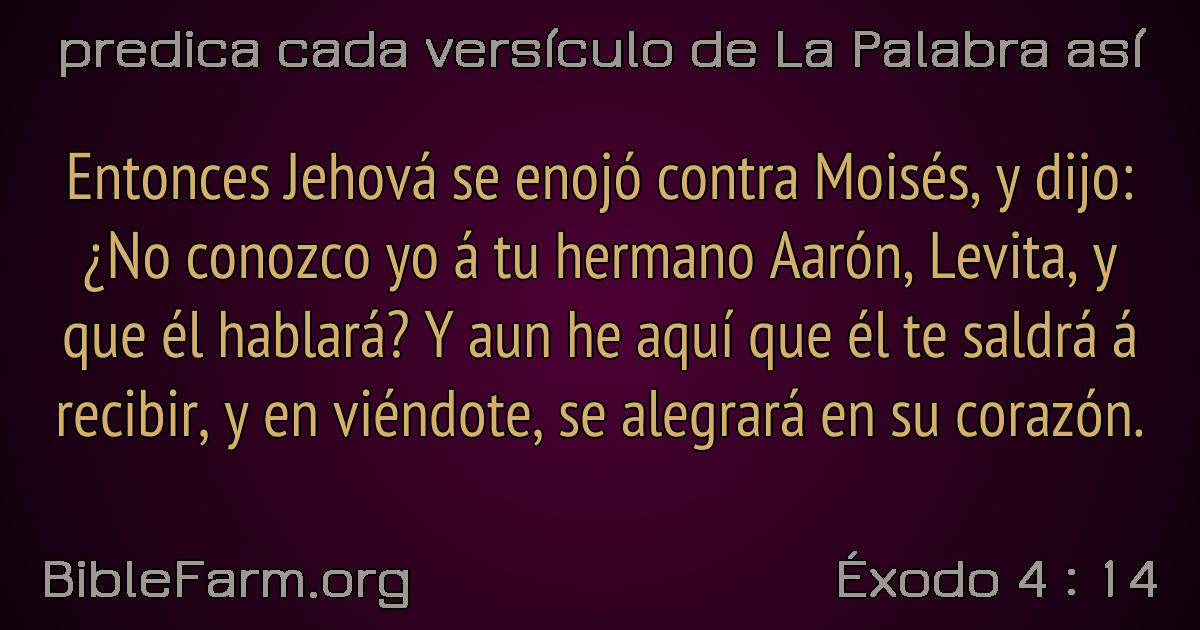 predica cada versículo de La Palabra así
Entonces Jehová se enojó contra Moisés, y dijo:
¿No conozco yo á tu hermano Aarón, Levita, y
que él hablará? Y aun he aquí que él te saldrá á
recibir, y en viéndote, se alegrará en su corazón.
BibleFarm.org
Éxodo 4 : 14